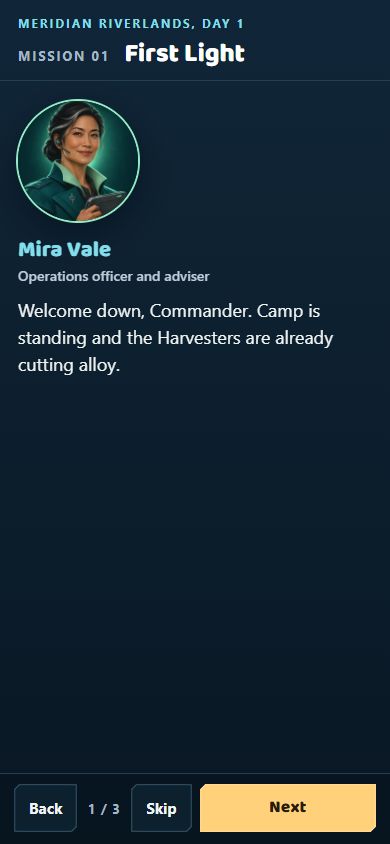 MERIDIAN RIVERLANDS, DAY 1
MISSION 01 First Light
Mira Vale
Operations officer and adviser
Welcome down, Commander. Camp is
standing and the Harvesters are already
cutting alloy.
Back 1 / 3 Skip Next